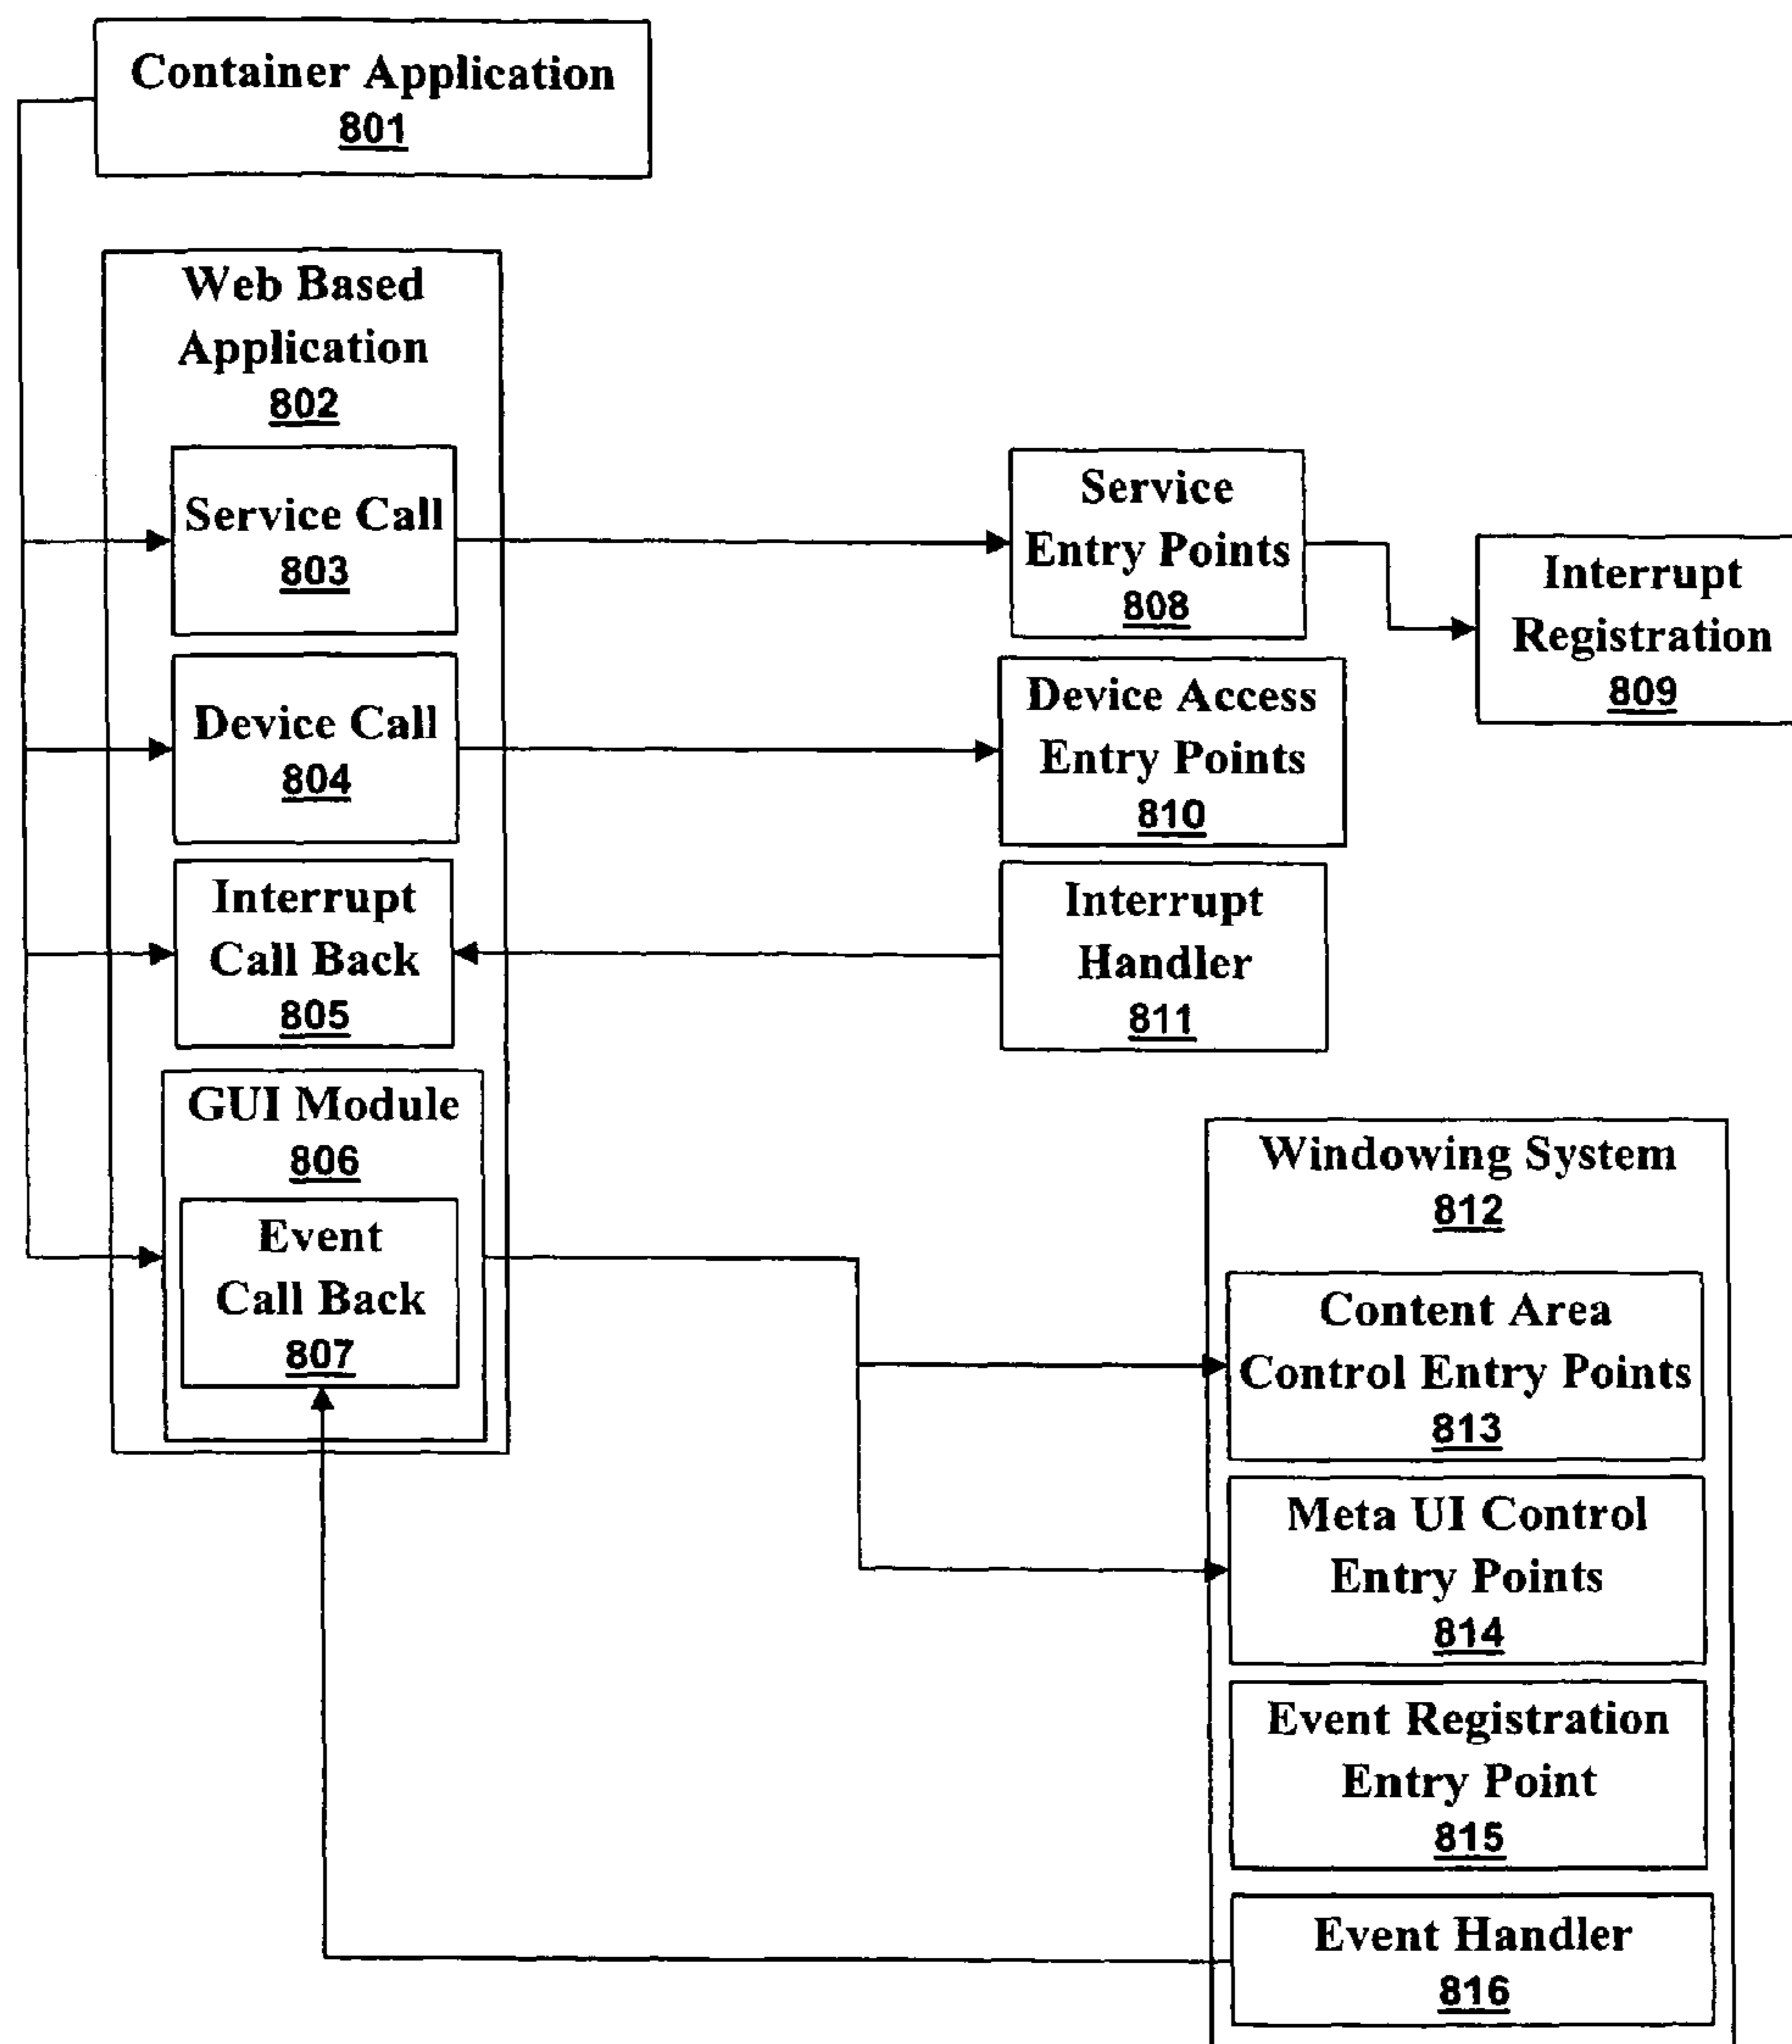 Container Application
801
Web Based
Application
802
Service Call
803
Device Call
804
Interrupt
Call Back
805
GUI Module
806
Event
Call Back
807
Service
Entry Points
808
Interrupt
Registration
809
Device Access
Entry Points
810
Interrupt
Handler
811
Windowing System
812
Content Area
Control Entry Points
813
Meta UI Control
Entry Points
814
Event Registration
Entry Point
815
Event Handler
816